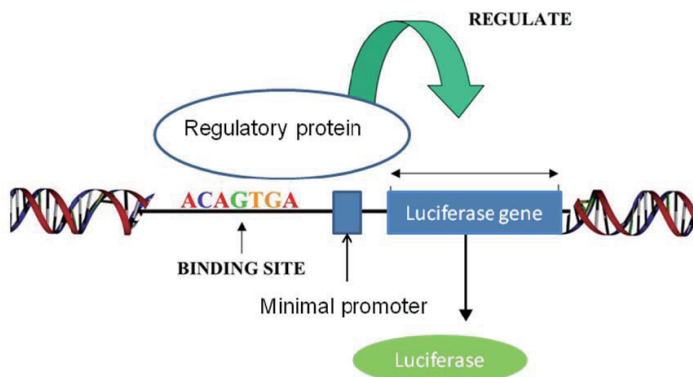 REGULATE
Regulatory protein
ACAGTGA
Luciferase gene
BINDING SITE
Minimal promoter
Luciferase